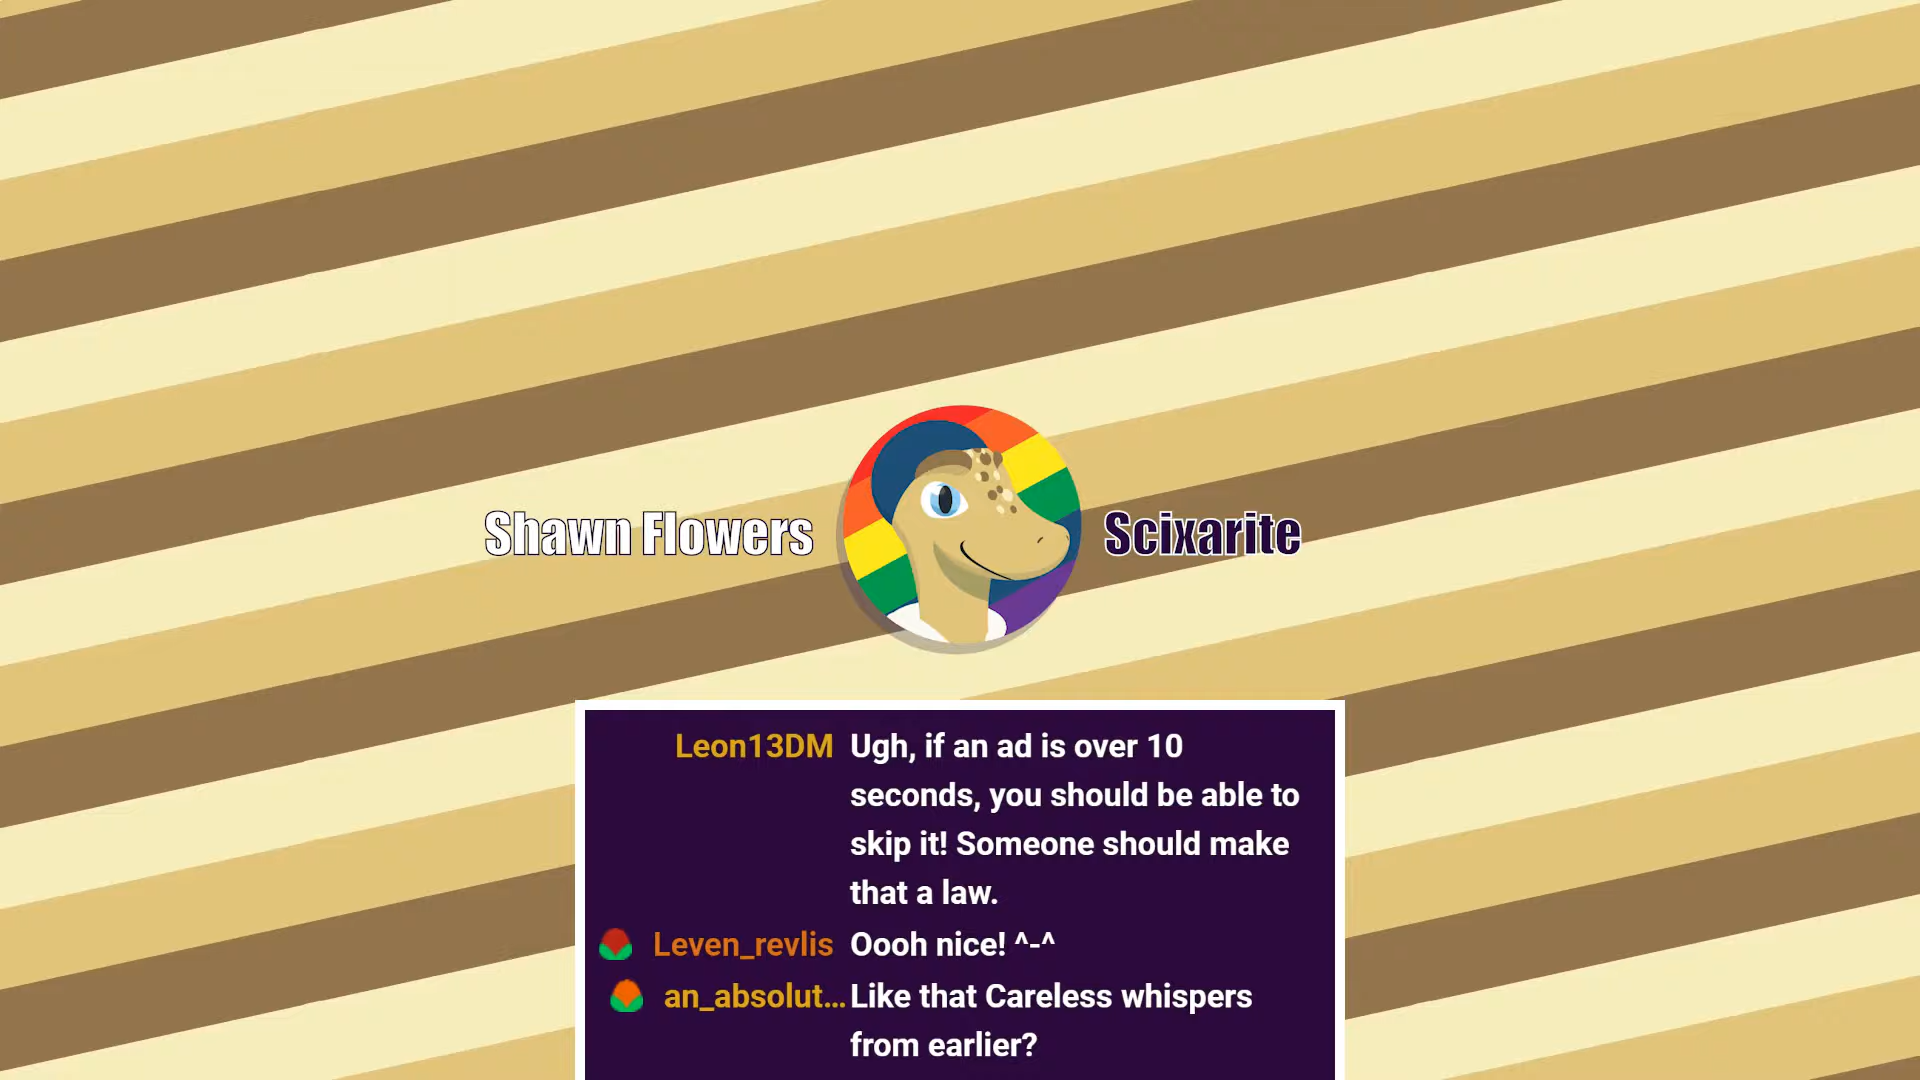 Shawn Flowers
Scixarite
Leon13DM Ugh, if an ad is over 10
seconds, you should be able to
skip it! Someone should make
that a law.
Leven_revlis Oooh nice! ^-^
an_absolut... Like that Careless whispers
from earlier?